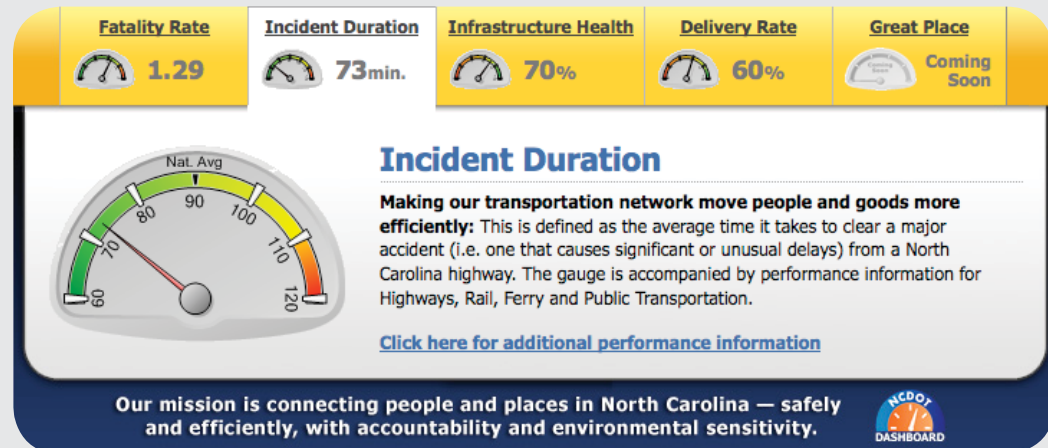 Fatality Rate
1.29
Incident Duration
73min.
Infrastructure Health
70%
Delivery Rate
60%
Great Place
Coming
Soon
Coming
Soon
Nat. Avg
60
70
80
90
100
110
120
Incident Duration
Making our transportation network move people and goods more
efficiently: This is defined as the average time it takes to clear a major
accident (i.e. one that causes significant or unusual delays) from a North
Carolina highway. The gauge is accompanied by performance information for
Highways, Rail, Ferry and Public Transportation.
Click here for additional performance information
Our mission is connecting people and places in North Carolina — safely
and efficiently, with accountability and environmental sensitivity.
NCDOT
DASHBOARD